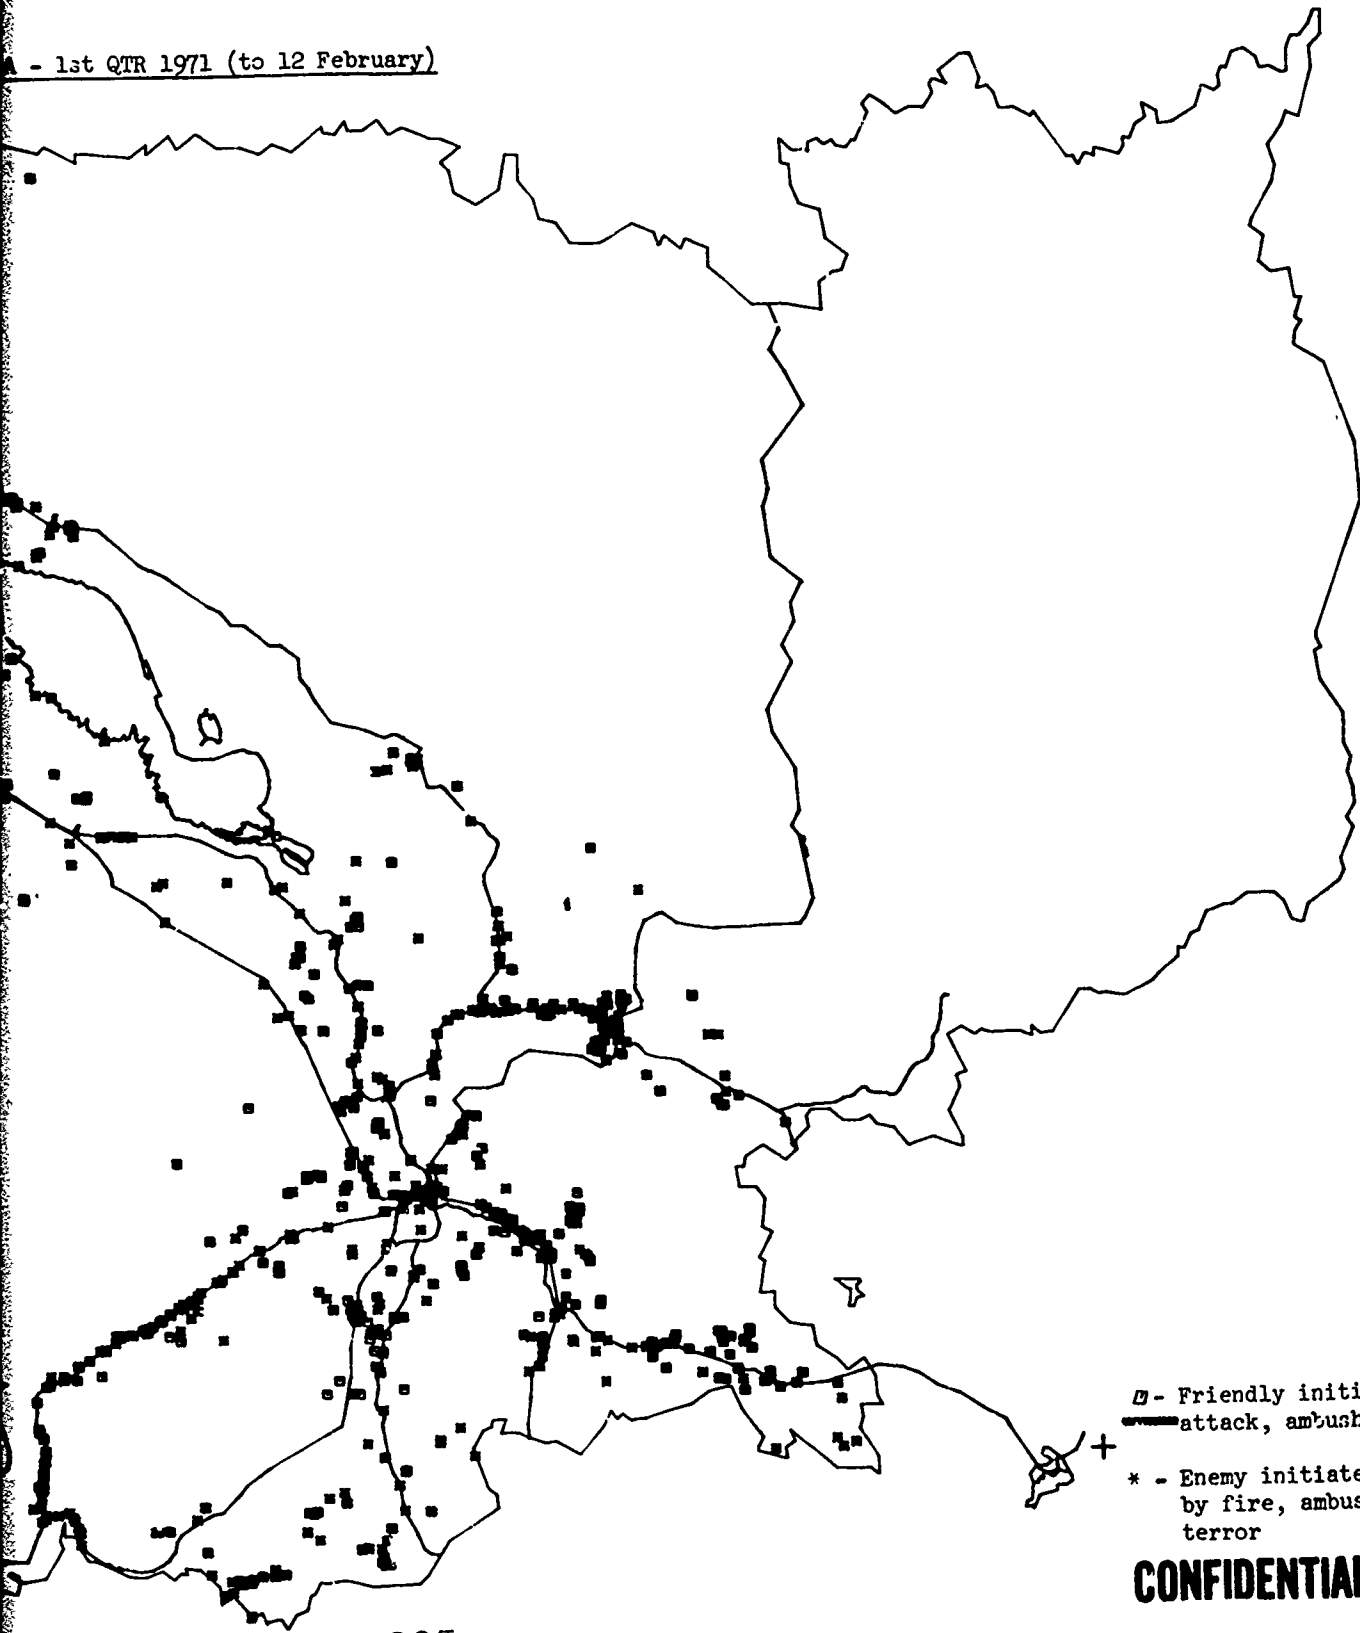 A - 1st QTR 1971 (to 12 February)
- Friendly initi
attack, ambush
* - Enemy initiate
by fire, ambus
terror
CONFIDENTIAL